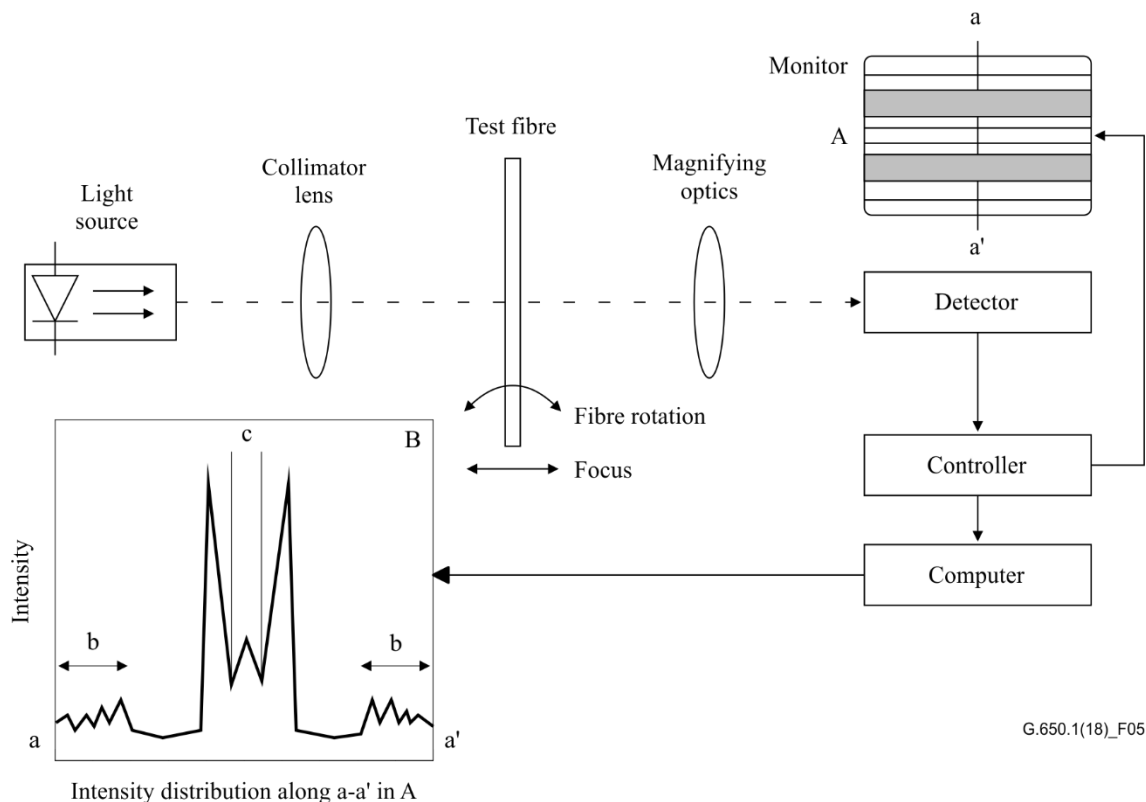 a
Monitor
Test fibre
A
Collimator
lens
Magnifying
optics
Light
source
a'
Detector
Fibre rotation
c
B
Focus
Controller
Intensity
Computer
b
b
a
a'
G.650.1(18)_F05
Intensity distribution along a-a' in A